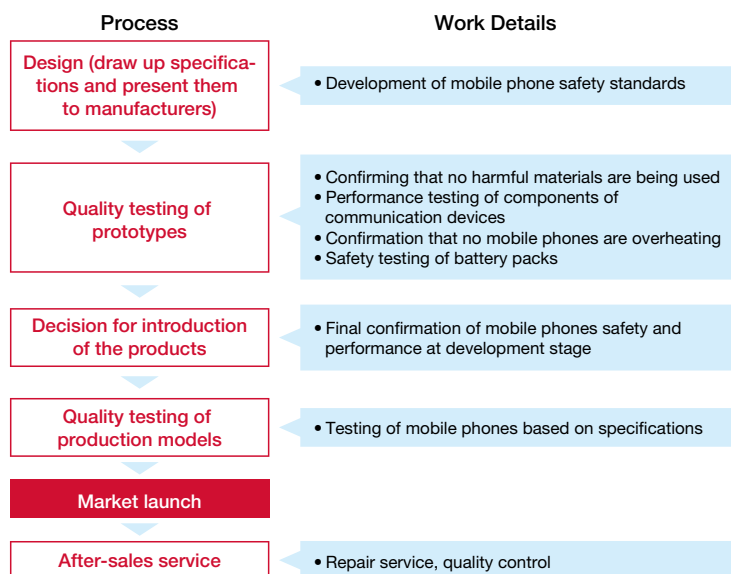 Process
Work Details
Design (draw up specifica-
tions and present them
to manufacturers)
• Development of mobile phone safety standards
Quality testing of
prototypes
• Confirming that no harmful materials are being used
• Performance testing of components of
communication devices
• Confirmation that no mobile phones are overheating
• Safety testing of battery packs
Decision for introduction
of the products
• Final confirmation of mobile phones safety and
performance at development stage
Quality testing of
production models
• Testing of mobile phones based on specifications
Market launch
After-sales service
• Repair service, quality control